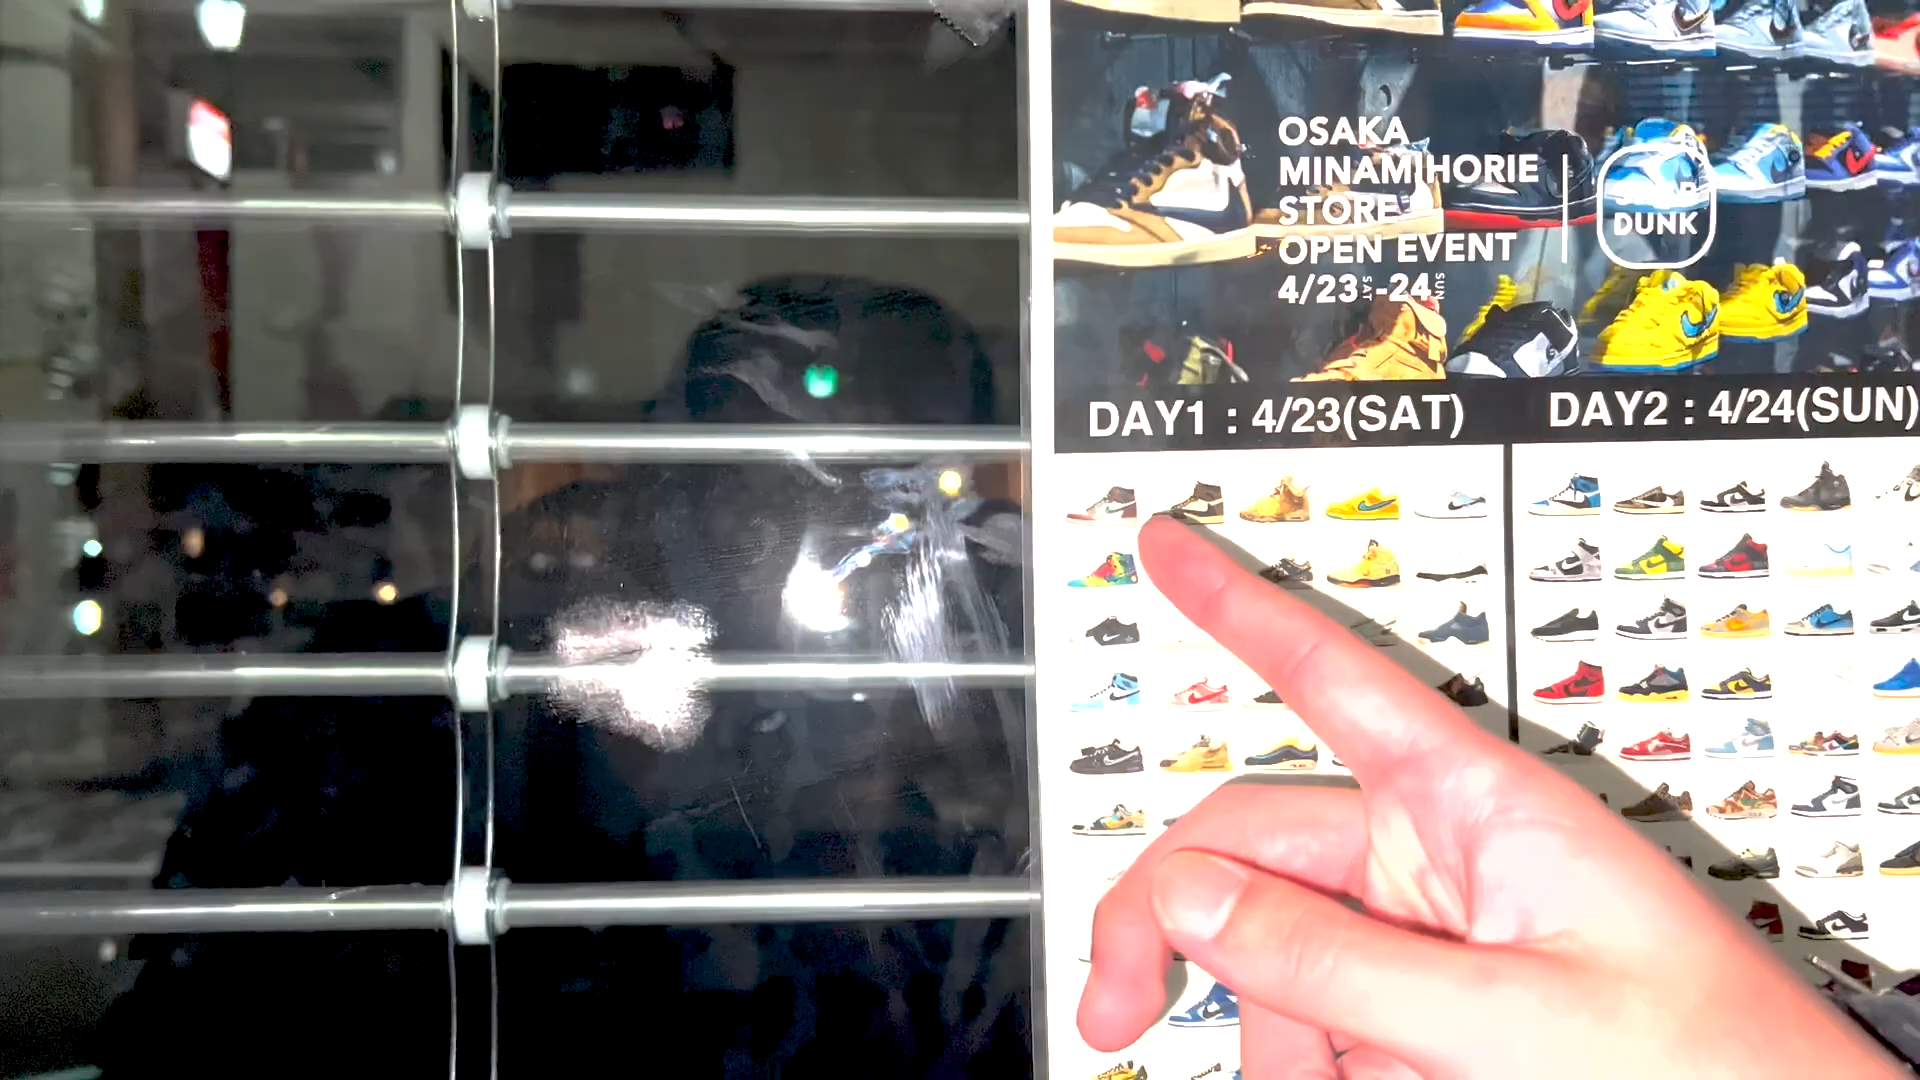 OSAKA
MINAMIHORIE
STORE
OPEN EVENT
4/23 SAT -24 SUN
DUNK
DAY1 : 4/23(SAT)
DAY2 : 4/24(SUN)